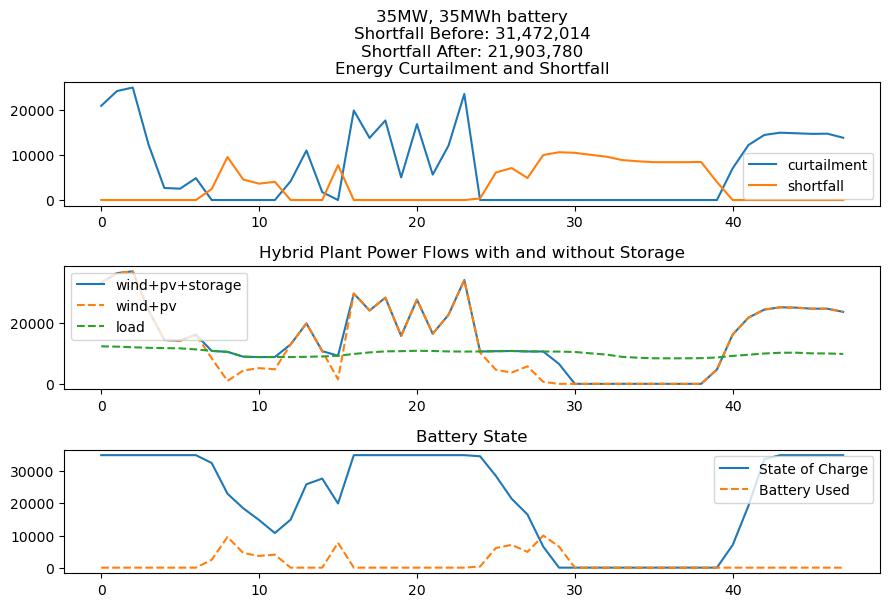 35MW, 35MWh battery
Shortfall Before: 31,472,014
Shortfall After: 21,903,780
Energy Curtailment and Shortfall
20000
10000
0
curtailment
shortfall
0 10 20 30 40
Hybrid Plant Power Flows with and without Storage
20000
0
wind+pv+storage
wind+pv
load
0 10 20 30 40
Battery State
30000
20000
10000
0
State of Charge
Battery Used
0 10 20 30 40